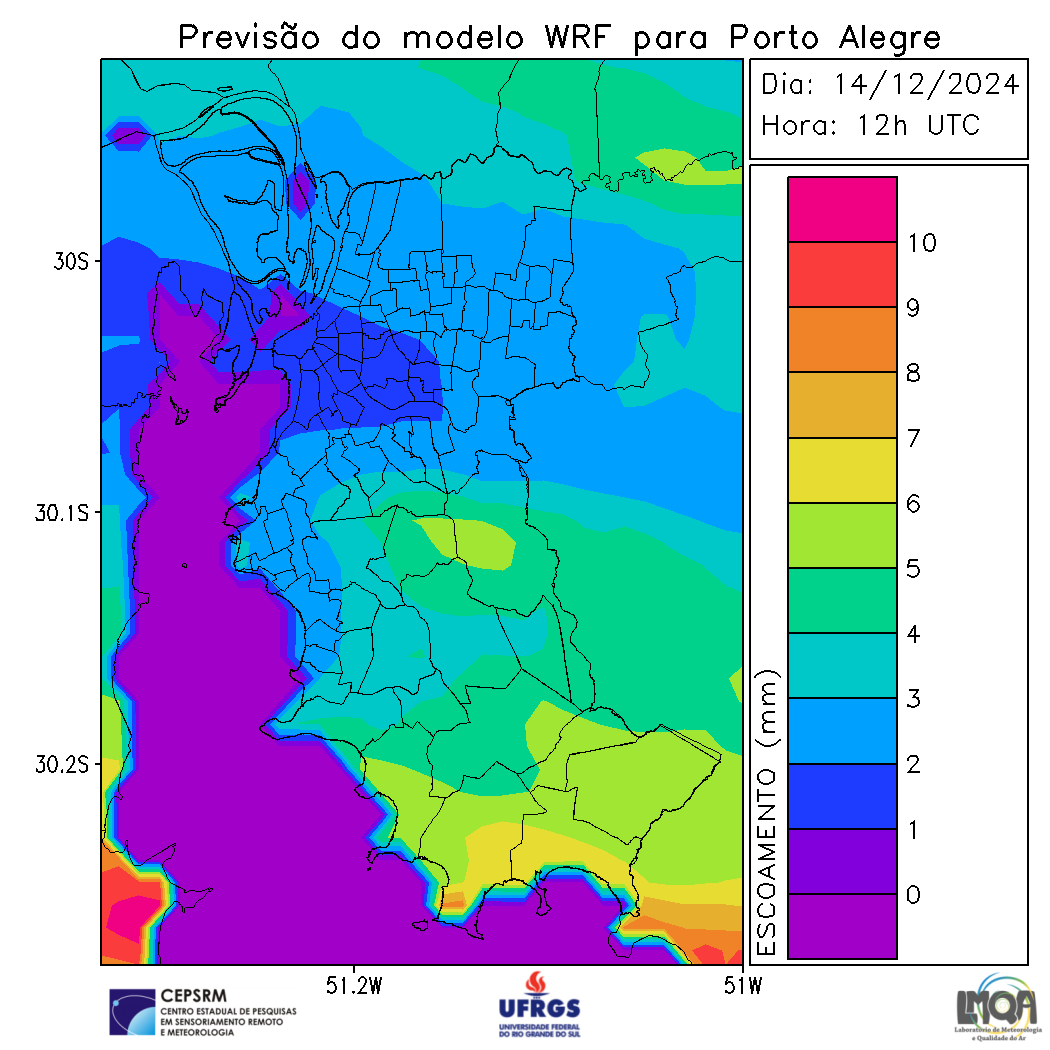 Previsão do modelo WRF para Porto Alegre
Dia: 14/12/2024
Hora: 12h UTC
30S
30.1S
30.2S
51.2W
51W
10
9
8
7
6
5
4
3
2
1
0
ESCOAMENTO (mm)
CEPSRM
CENTRO ESTADUAL DE PESQUISAS
EM SENSORIAMENTO REMOTO
E METEOROLOGIA
UFRGS
UNIVERSIDADE FEDERAL
DO RIO GRANDE DO SUL
LMQA
Laboratório de Meteorologia
e Qualidade do Ar